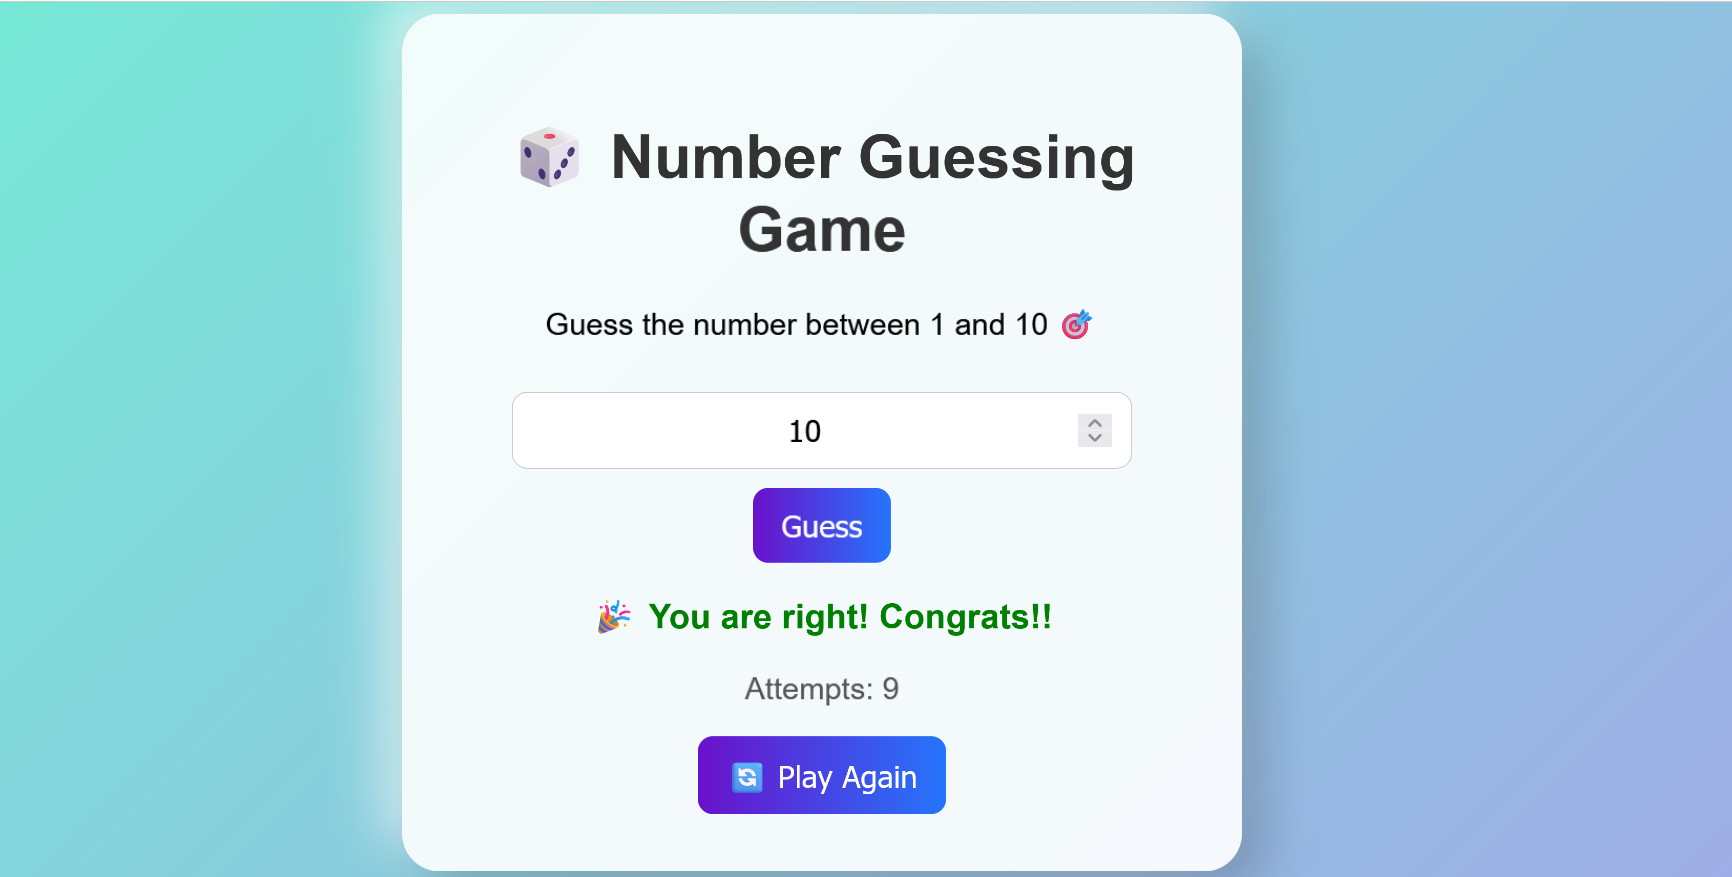 Number Guessing
Game
Guess the number between 1 and 10
10
Guess
You are right! Congrats!!
Attempts: 9
Play Again